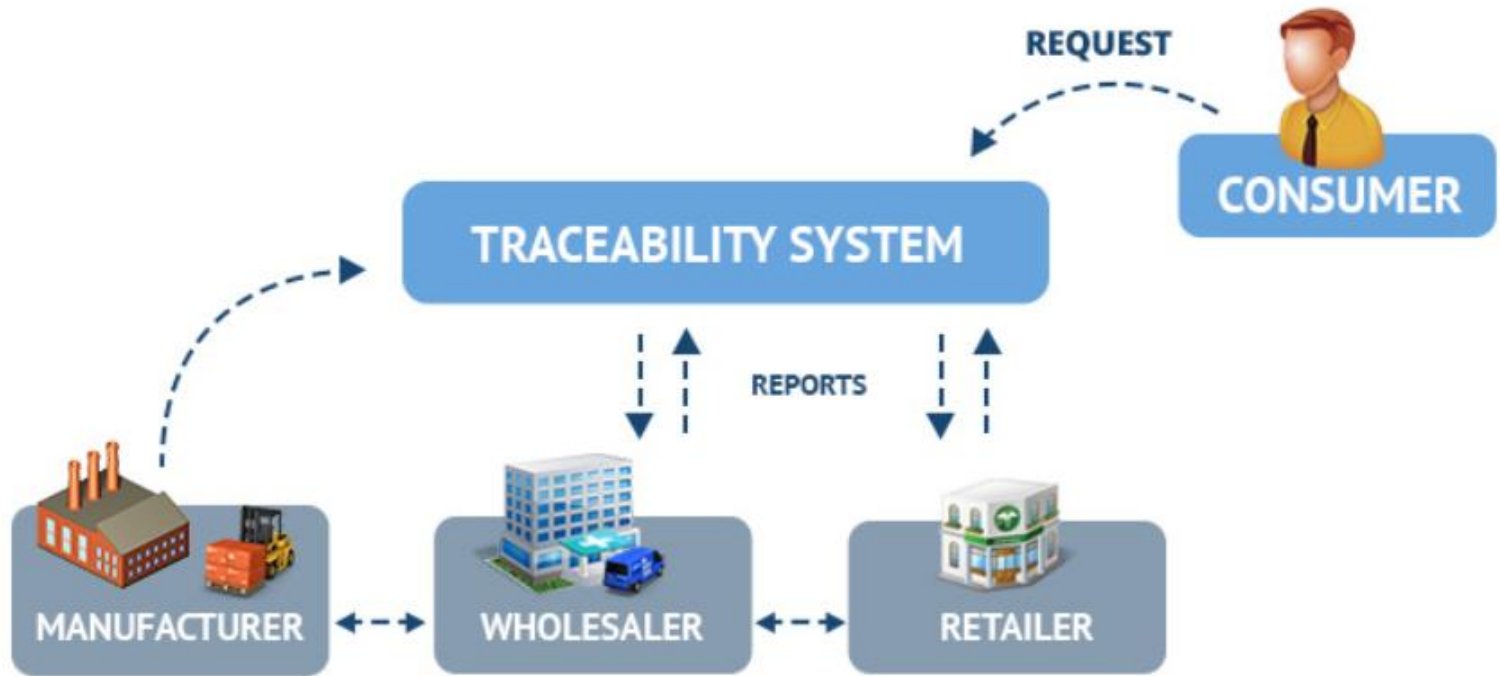 REQUEST
CONSUMER
TRACEABILITY SYSTEM
REPORTS
MANUFACTURER
WHOLESALER
RETAILER